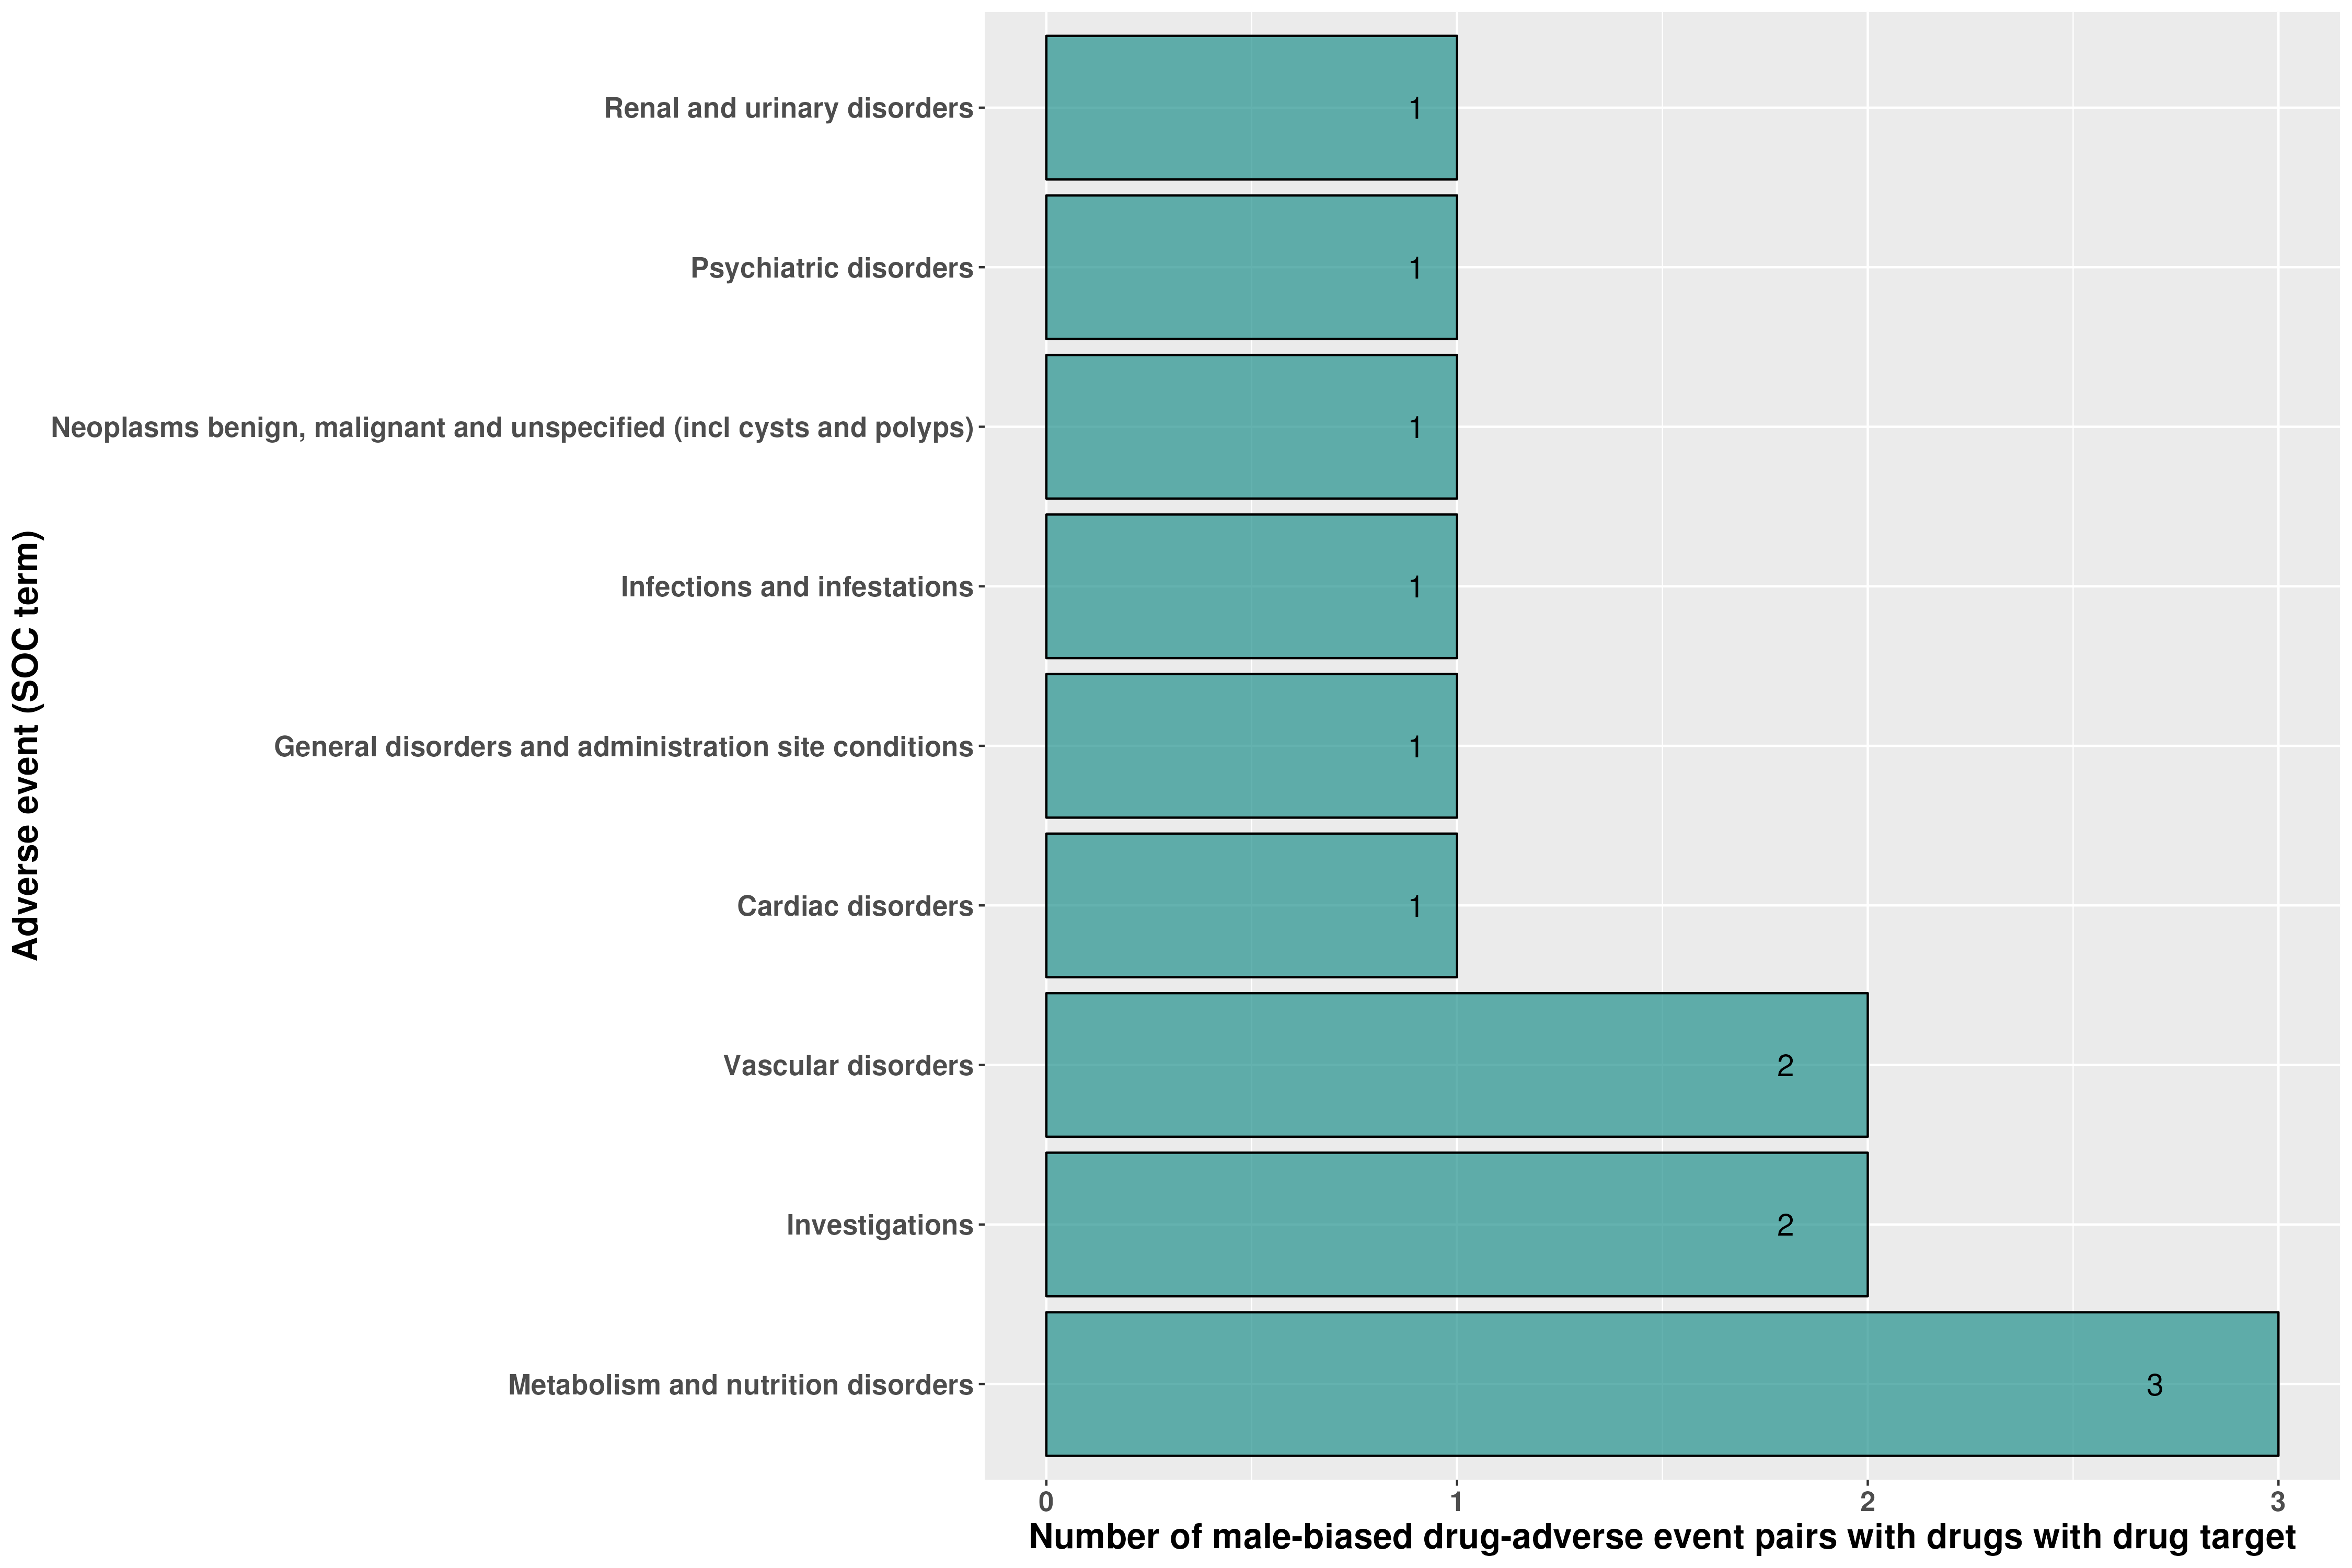 Adverse event (SOC term)
Renal and urinary disorders
1
Psychiatric disorders
1
Neoplasms benign, malignant and unspecified (incl cysts and polyps)
1
Infections and infestations
1
General disorders and administration site conditions
1
Cardiac disorders
1
Vascular disorders
2
Investigations
2
Metabolism and nutrition disorders
3
0 1 2 3
Number of male-biased drug-adverse event pairs with drugs with drug target